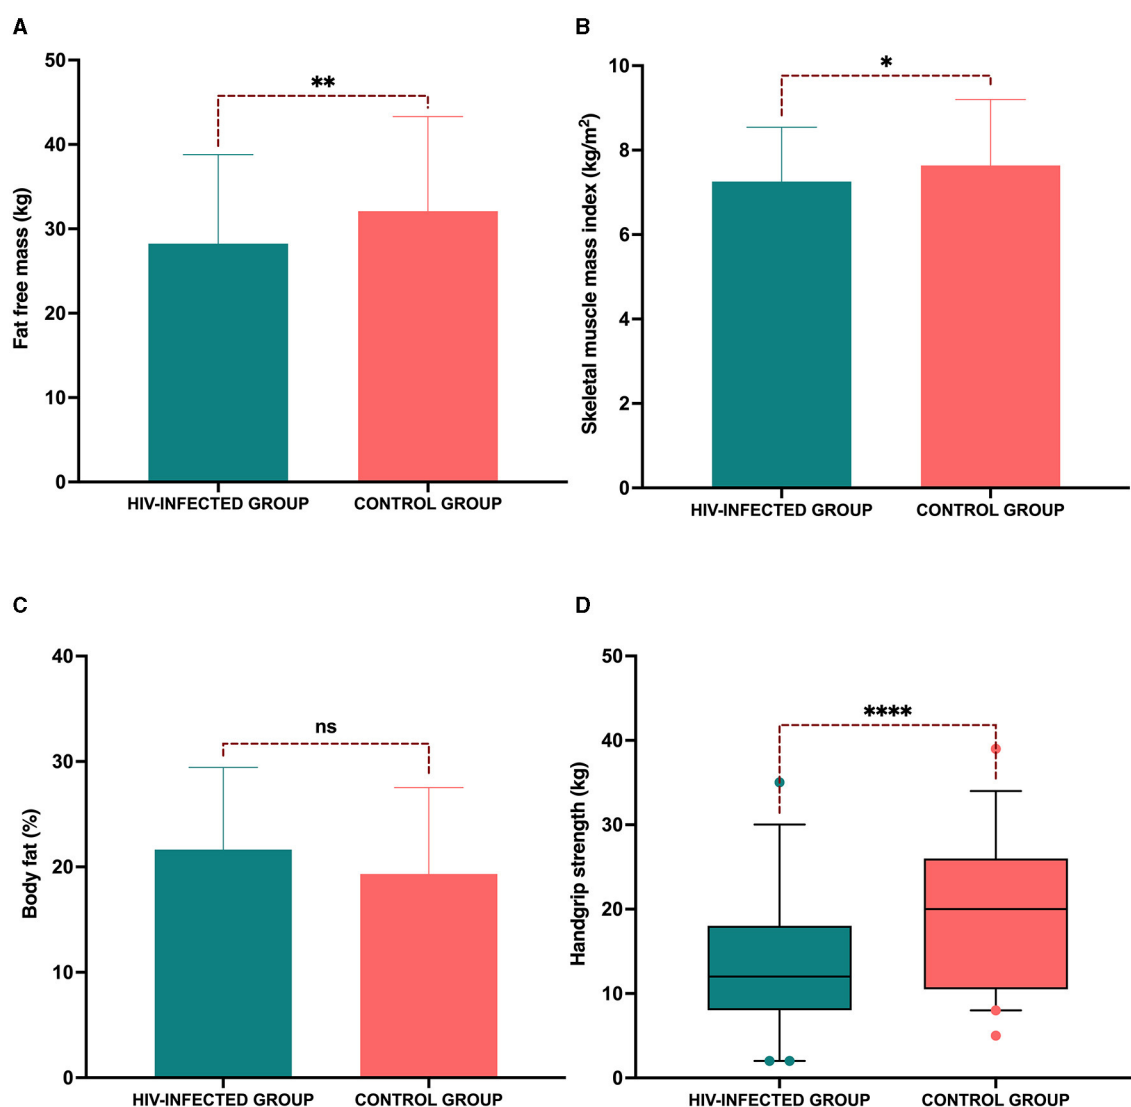 A
Fat free mass (kg)
50
40
30
20
10
0
**
HIV-INFECTED GROUP
CONTROL GROUP
B
Skeletal muscle mass index (kg/m²)
10
8
6
4
2
0
*
HIV-INFECTED GROUP
CONTROL GROUP
C
Body fat (%)
40
30
20
10
0
ns
HIV-INFECTED GROUP
CONTROL GROUP
D
Handgrip strength (kg)
50
40
30
20
10
0
****
HIV-INFECTED GROUP
CONTROL GROUP